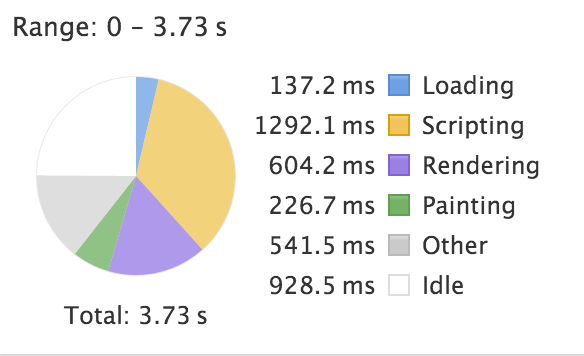 Range: 0 – 3.73 s
137.2 ms Loading
1292.1 ms Scripting
604.2 ms Rendering
226.7 ms Painting
541.5 ms Other
928.5 ms Idle
Total: 3.73 s